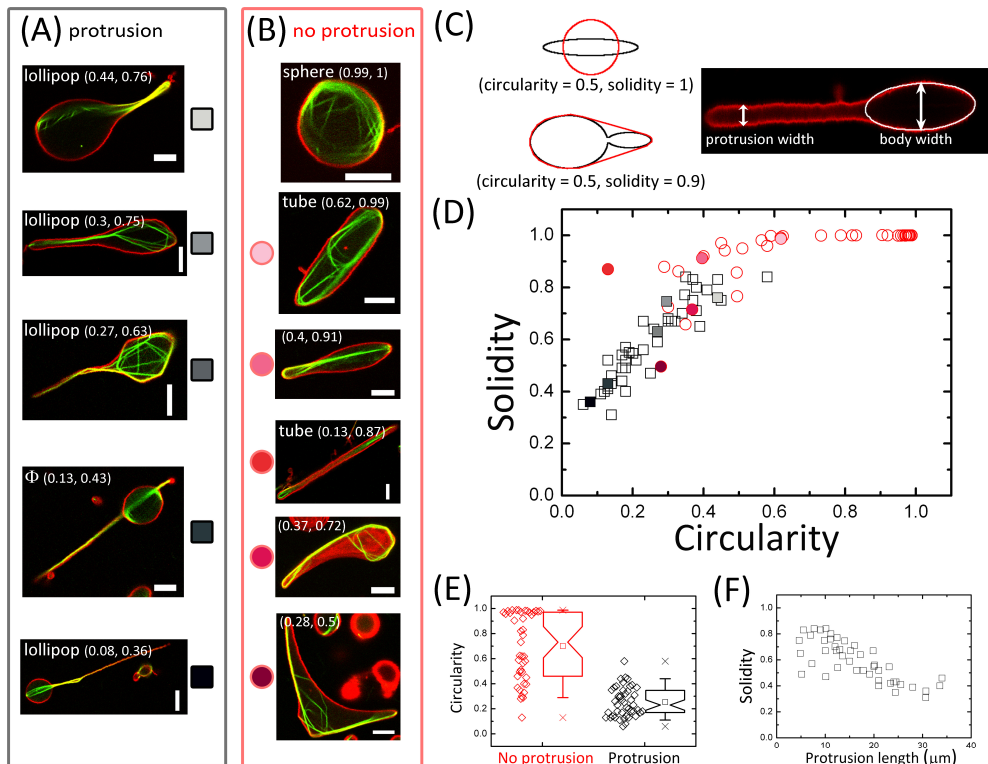 (A) protrusion
lollipop (0.44, 0.76)
lollipop (0.3, 0.75)
lollipop (0.27, 0.63)
Φ (0.13, 0.43)
lollipop (0.08, 0.36)
(B) no protrusion
sphere (0.99, 1)
tube (0.62, 0.99)
(0.4, 0.91)
tube (0.13, 0.87)
(0.37, 0.72)
(0.28, 0.5)
(C)
(circularity = 0.5, solidity = 1)
(circularity = 0.5, solidity = 0.9)
protrusion width
body width
(D)
Solidity
1.0
0.8
0.6
0.4
0.2
0.0
0.0 0.2 0.4 0.6 0.8 1.0
Circularity
(E)
Circularity
1.0
0.8
0.6
0.4
0.2
0.0
No protrusion Protrusion
(F)
Solidity
1.0
0.8
0.6
0.4
0.2
0.0
0 10 20 30 40
Protrusion length (μm)